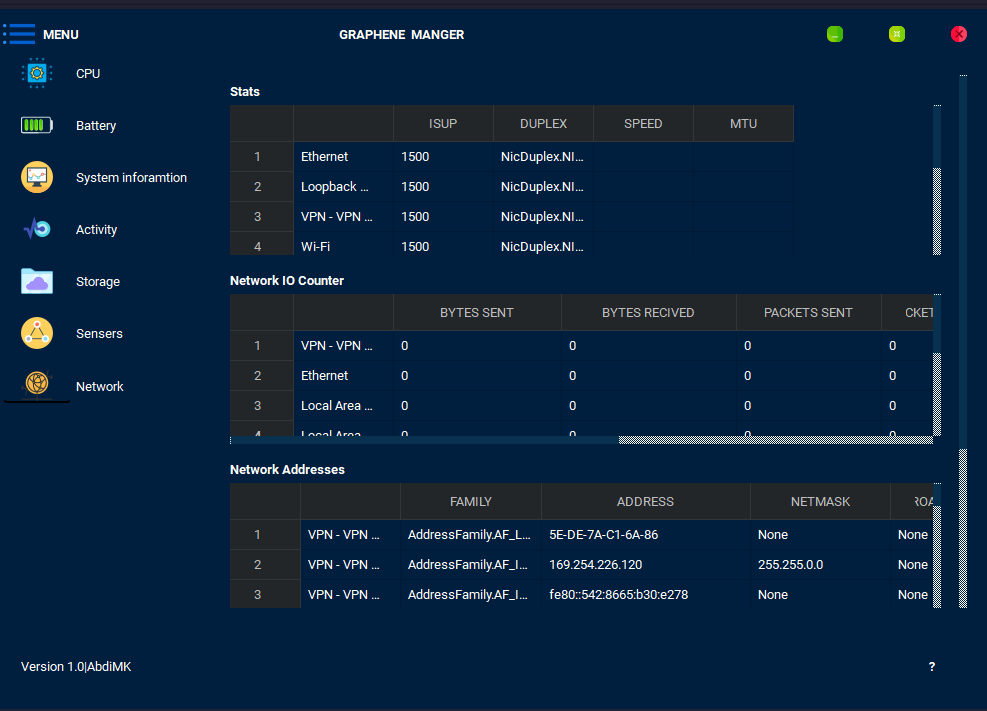 MENU
GRAPHENE MANGER
CPU
Battery
System inforamtion
Activity
Storage
Sensers
Network
Stats
ISUP DUPLEX SPEED MTU
1 Ethernet 1500 NicDuplex.NI...
2 Loopback ... 1500 NicDuplex.NI...
3 VPN - VPN ... 1500 NicDuplex.NI...
4 Wi-Fi 1500 NicDuplex.NI...
Network IO Counter
BYTES SENT BYTES RECIVED PACKETS SENT CKET
1 VPN - VPN ... 0 0 0 0
2 Ethernet 0 0 0 0
3 Local Area ... 0 0 0 0
4 Local Area 0 0 0 0
Network Addresses
FAMILY ADDRESS NETMASK ROA
1 VPN - VPN ... AddressFamily.AF_L... 5E-DE-7A-C1-6A-86 None None
2 VPN - VPN ... AddressFamily.AF_I... 169.254.226.120 255.255.0.0 None
3 VPN - VPN ... AddressFamily.AF_I... fe80::542:8665:b30:e278 None None
Version 1.0|AbdiMK ?